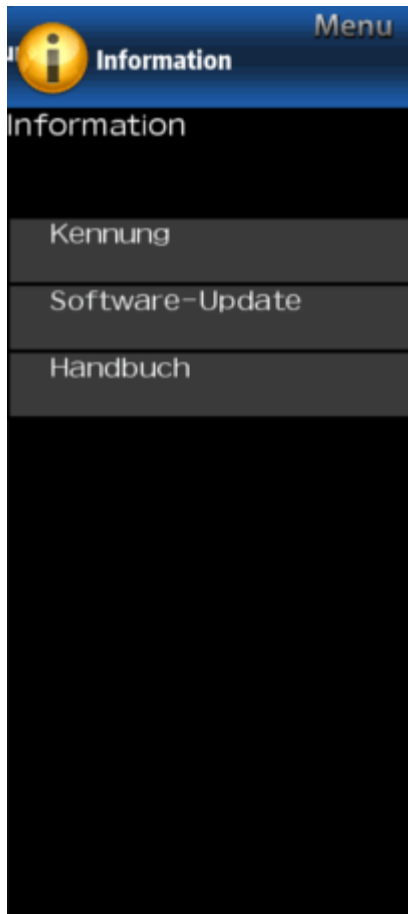 Menu
Information
Information
Kennung
Software-Update
Handbuch